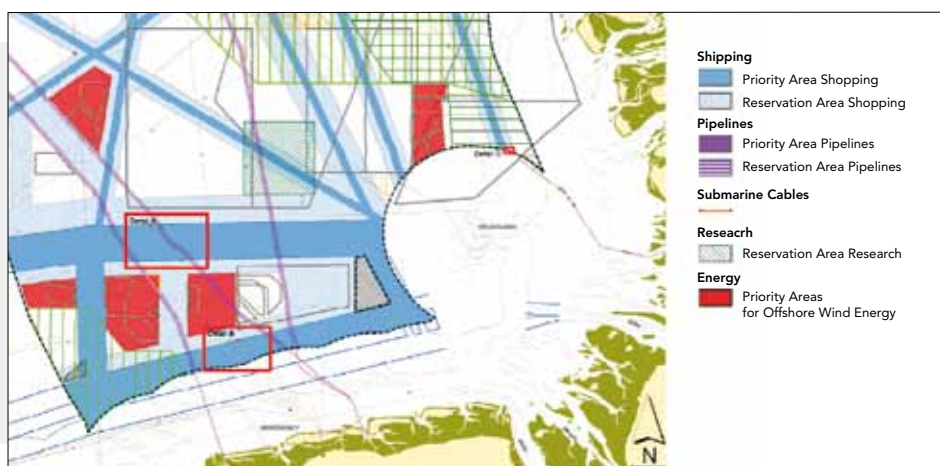 Shipping
Priority Area Shopping
Reservation Area Shopping
Pipelines
Priority Area Pipelines
Reservation Area Pipelines
Submarine Cables
Reseacrh
Reservation Area Research
Energy
Priority Areas
for Offshore Wind Energy
N